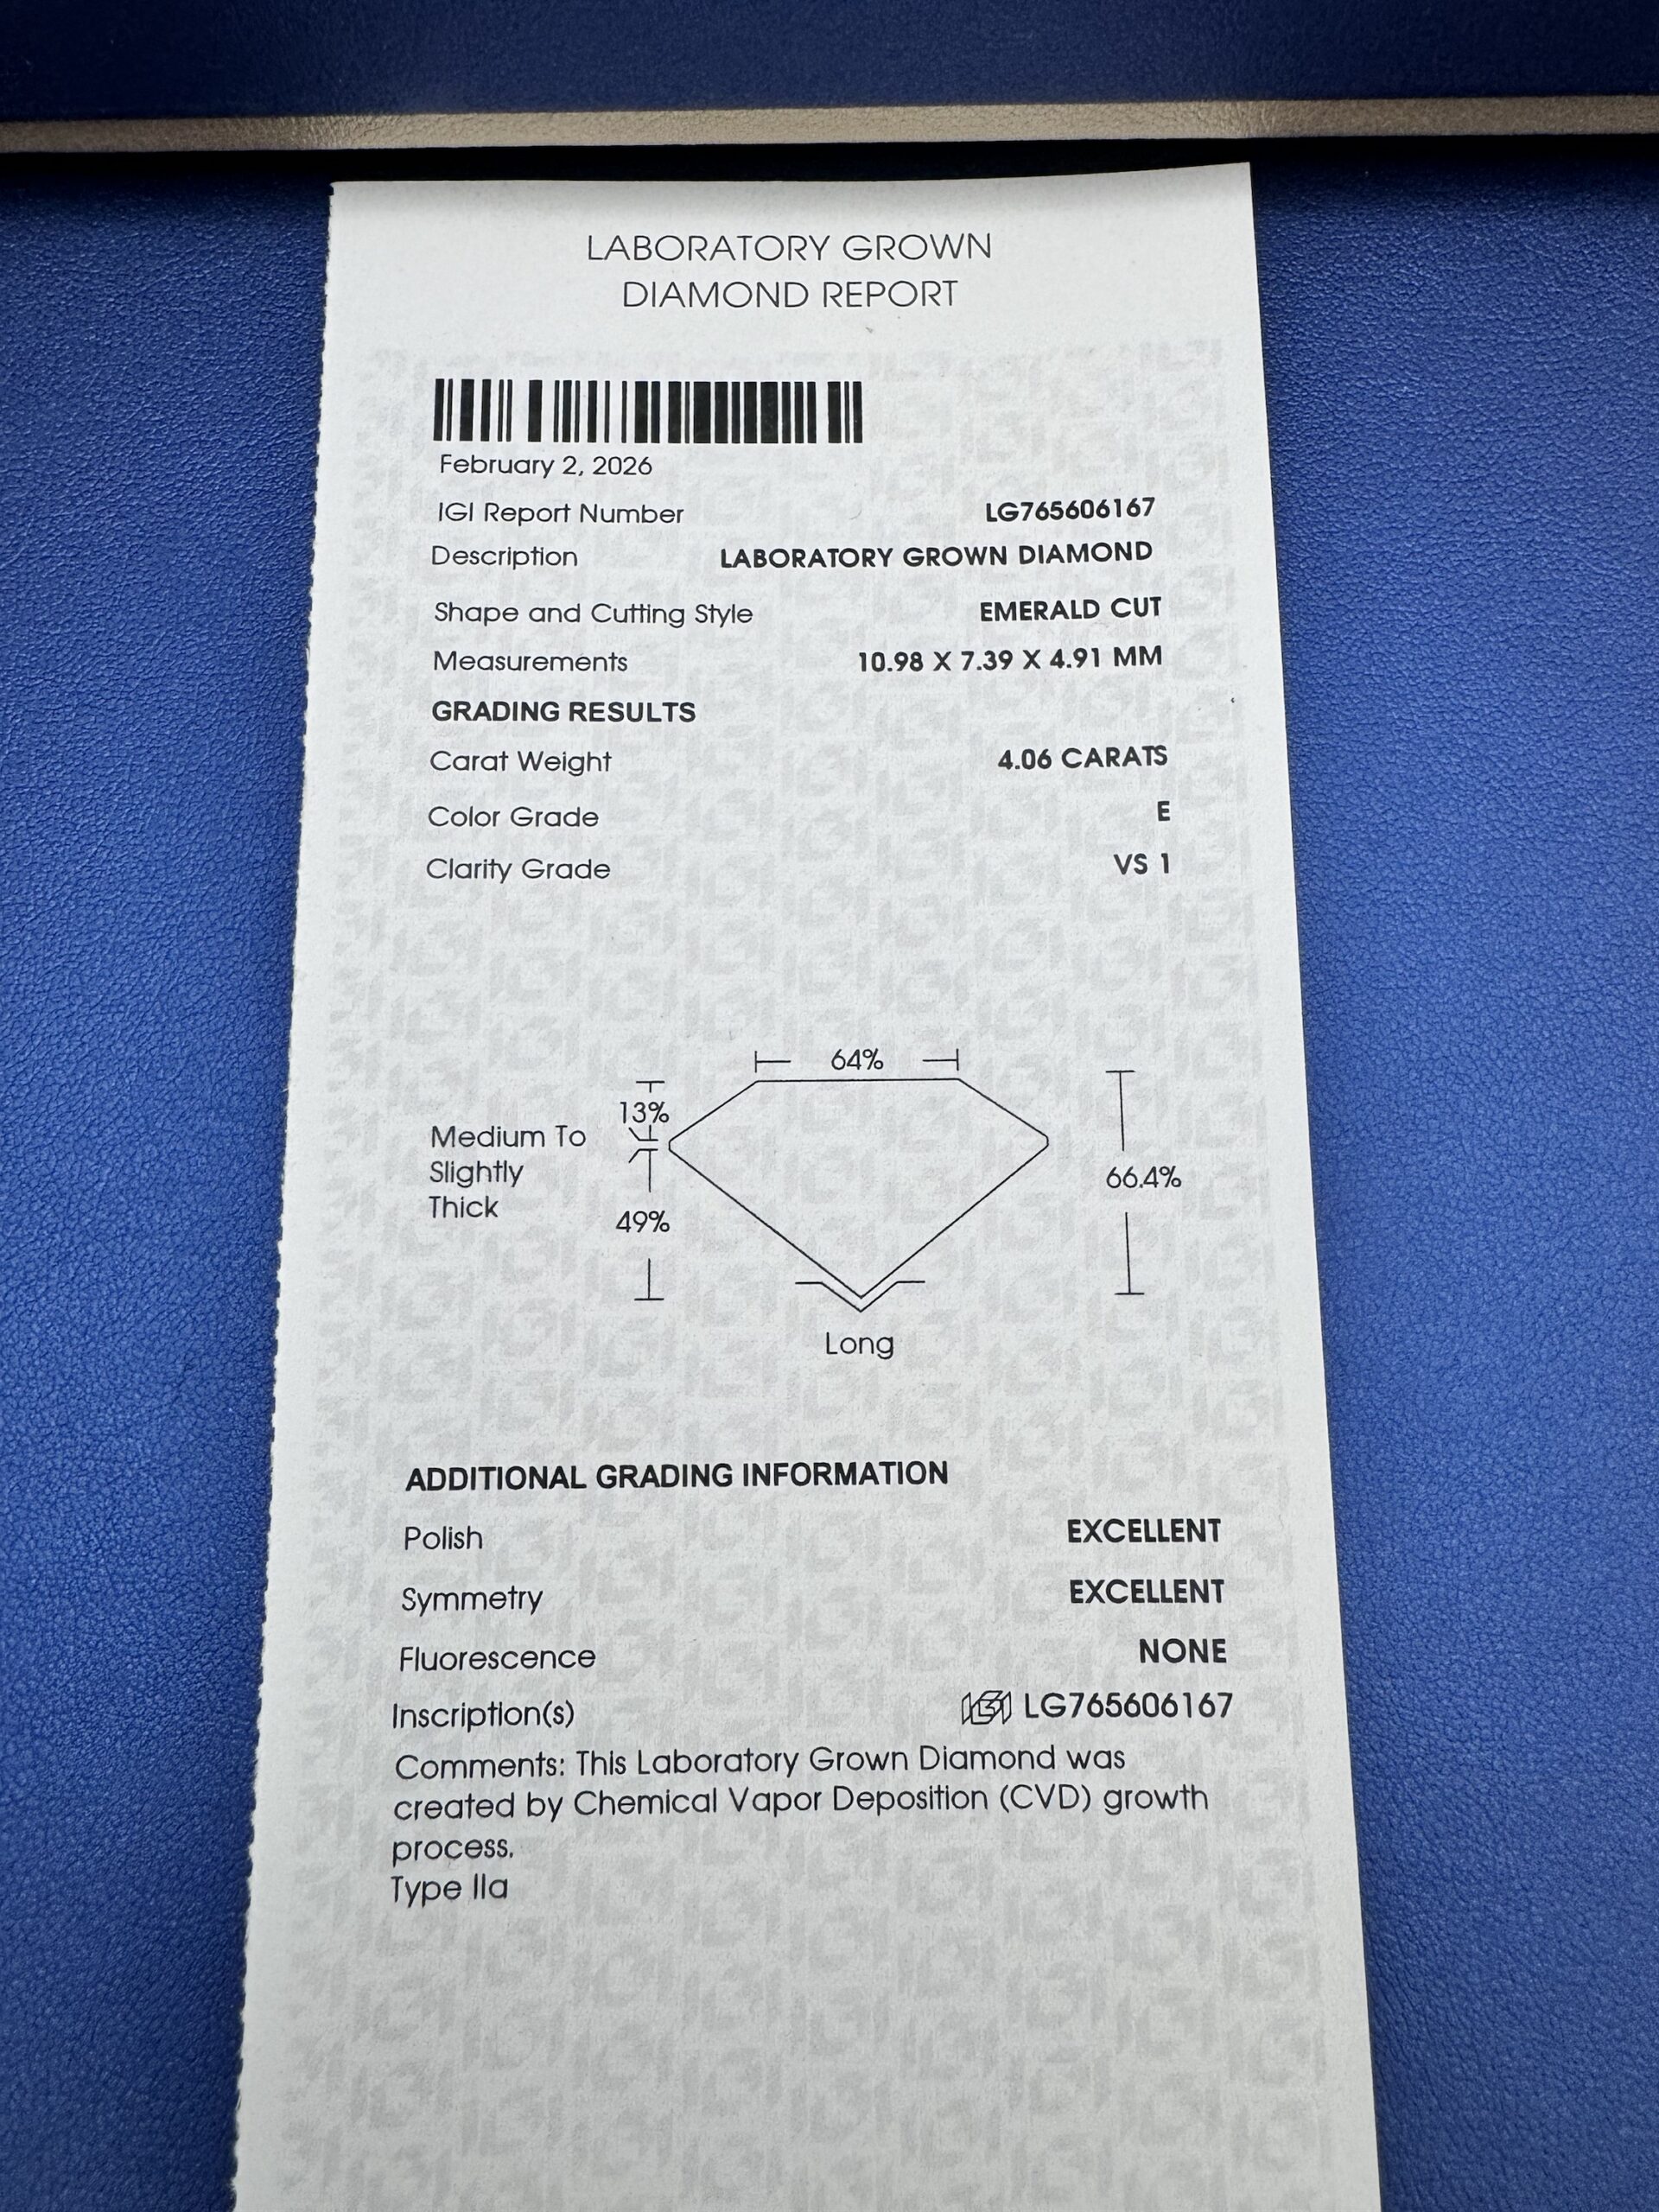 LABORATORY GROWN
DIAMOND REPORT
February 2, 2026
IGI Report Number LG765606167
Description LABORATORY GROWN DIAMOND
Shape and Cutting Style EMERALD CUT
Measurements 10.98 X 7.39 X 4.91 MM
GRADING RESULTS
Carat Weight 4.06 CARATS
Color Grade E
Clarity Grade VS 1
64%
13%
Medium To
Slightly
Thick
66.4%
49%
Long
ADDITIONAL GRADING INFORMATION
Polish EXCELLENT
Symmetry EXCELLENT
Fluorescence NONE
Inscription(s) IGI LG765606167
Comments: This Laboratory Grown Diamond was
created by Chemical Vapor Deposition (CVD) growth
process.
Type IIa